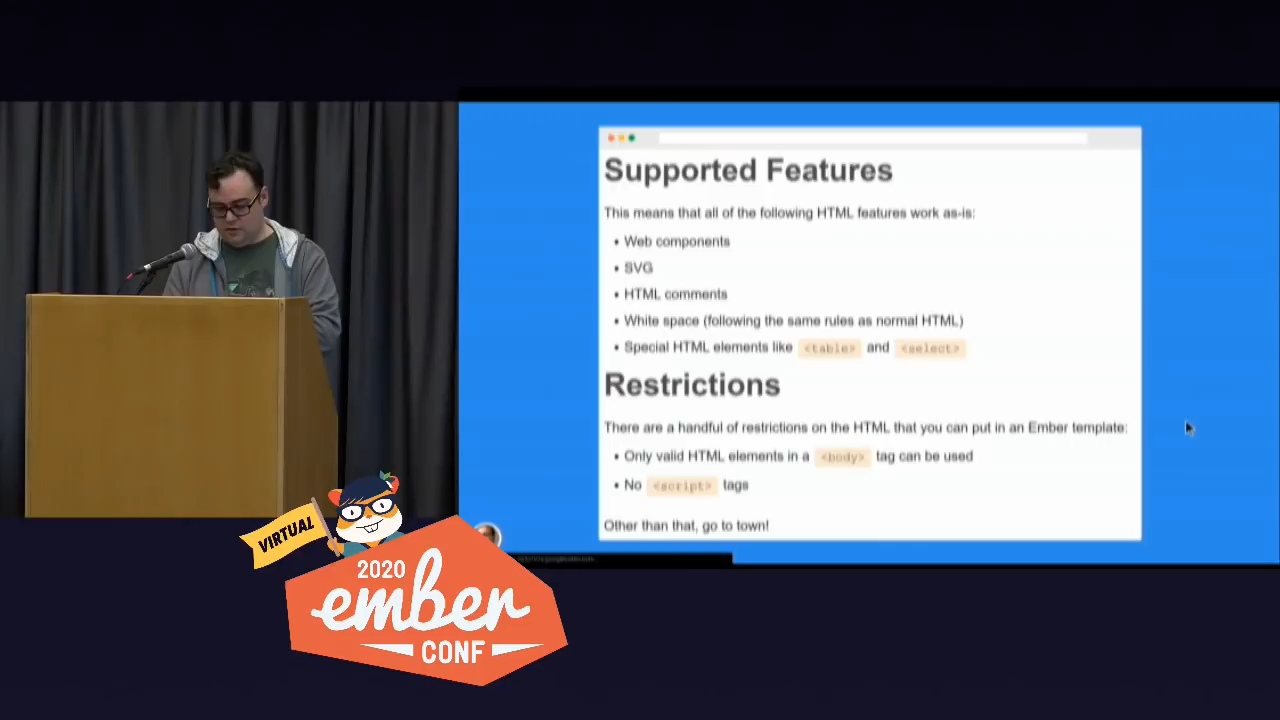 Supported Features
This means that all of the following HTML features work as-is:
• Web components
• SVG
• HTML comments
• White space (following the same rules as normal HTML)
• Special HTML elements like <table> and <select>
Restrictions
There are a handful of restrictions on the HTML that you can put in an Ember template:
• Only valid HTML elements in a <body> tag can be used
• No <script> tags
Other than that, go to town!
VIRTUAL
2020
ember
CONF